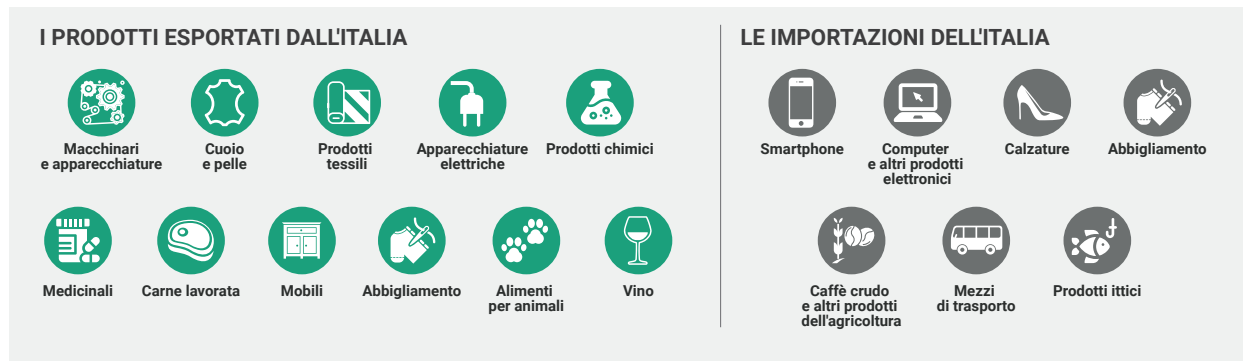 I PRODOTTI ESPORTATI DALL'ITALIA
Macchinari
e apparecchiature
Cuoio
e pelle
Prodotti
tessili
Apparecchiature
elettriche
Prodotti chimici
Medicinali
Carne lavorata
Mobili
Abbigliamento
Alimenti
per animali
Vino
LE IMPORTAZIONI DELL'ITALIA
Smartphone
Computer
e altri prodotti
elettronici
Calzature
Abbigliamento
Caffè crudo
e altri prodotti
dell'agricoltura
Mezzi
di trasporto
Prodotti ittici